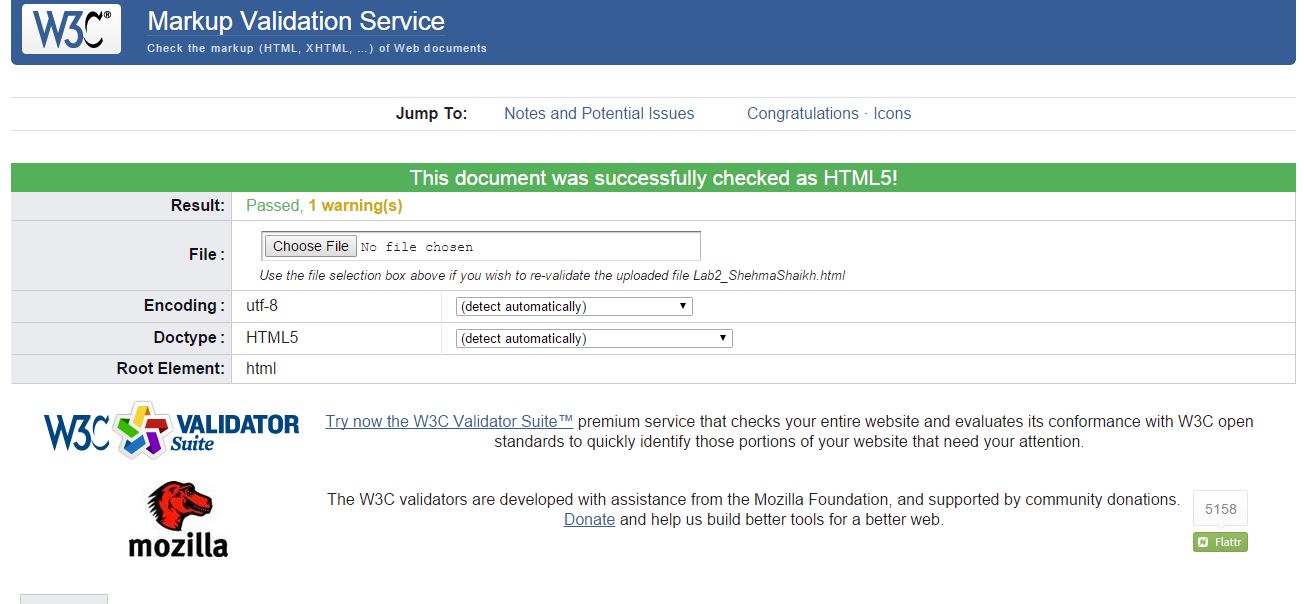 W3C®
Markup Validation Service
Check the markup (HTML, XHTML, …) of Web documents
Jump To: Notes and Potential Issues Congratulations · Icons
This document was successfully checked as HTML5!
Result: Passed, 1 warning(s)
File : Choose File No file chosen
Use the file selection box above if you wish to re-validate the uploaded file Lab2_ShehmaShaikh.html
Encoding : utf-8 (detect automatically)
Doctype : HTML5 (detect automatically)
Root Element: html
W3C VALIDATOR Suite
Try now the W3C Validator Suite™ premium service that checks your entire website and evaluates its conformance with W3C open
standards to quickly identify those portions of your website that need your attention.
mozilla
The W3C validators are developed with assistance from the Mozilla Foundation, and supported by community donations.
Donate and help us build better tools for a better web.
5158
Flattr